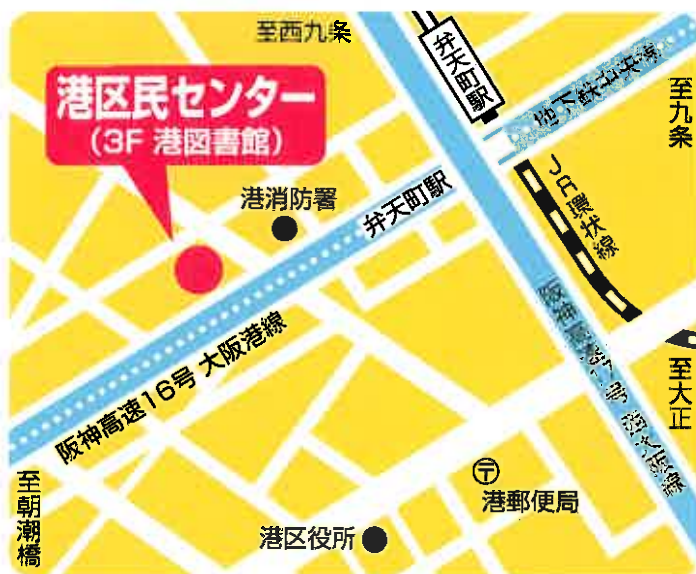 至西九条
弁天町駅
地下鉄中央線
至九条
港区民センター
(3F 港図書館)
港消防署
弁天町駅
JR環状線
阪神高速16号 大阪港線
阪神高速17号 西大阪線
至大正
至朝潮橋
〒
港郵便局
港区役所